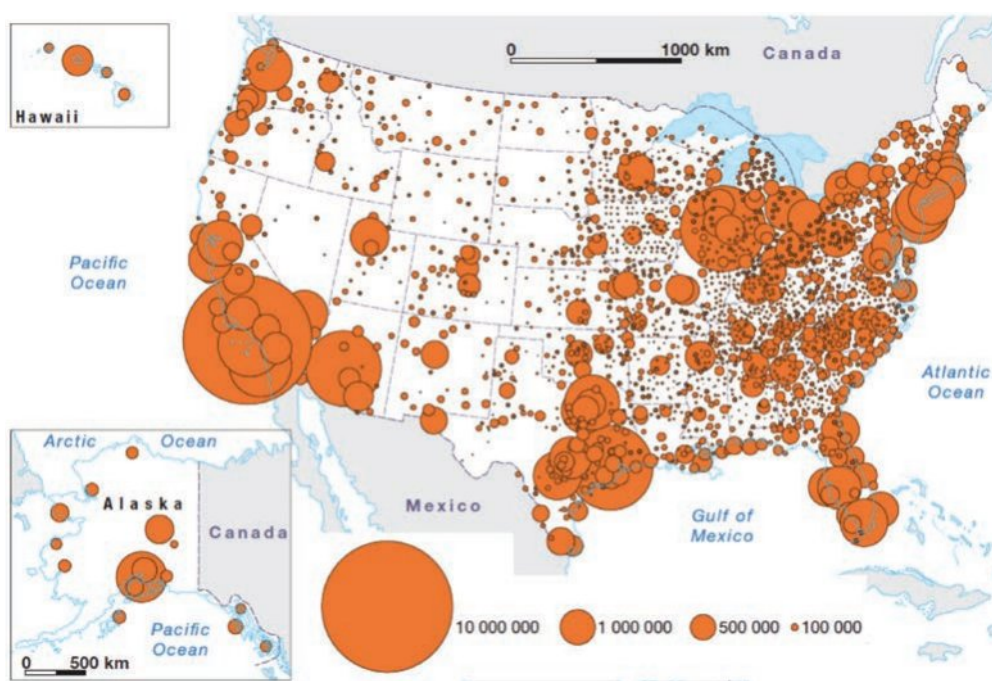 Hawaii
0 1000 km
Canada
Pacific
Ocean
Atlantic
Ocean
Arctic Ocean
Alaska
Canada
Mexico
Gulf of
Mexico
Pacific
Ocean
0 500 km
10 000 000
1 000 000
500 000
100 000